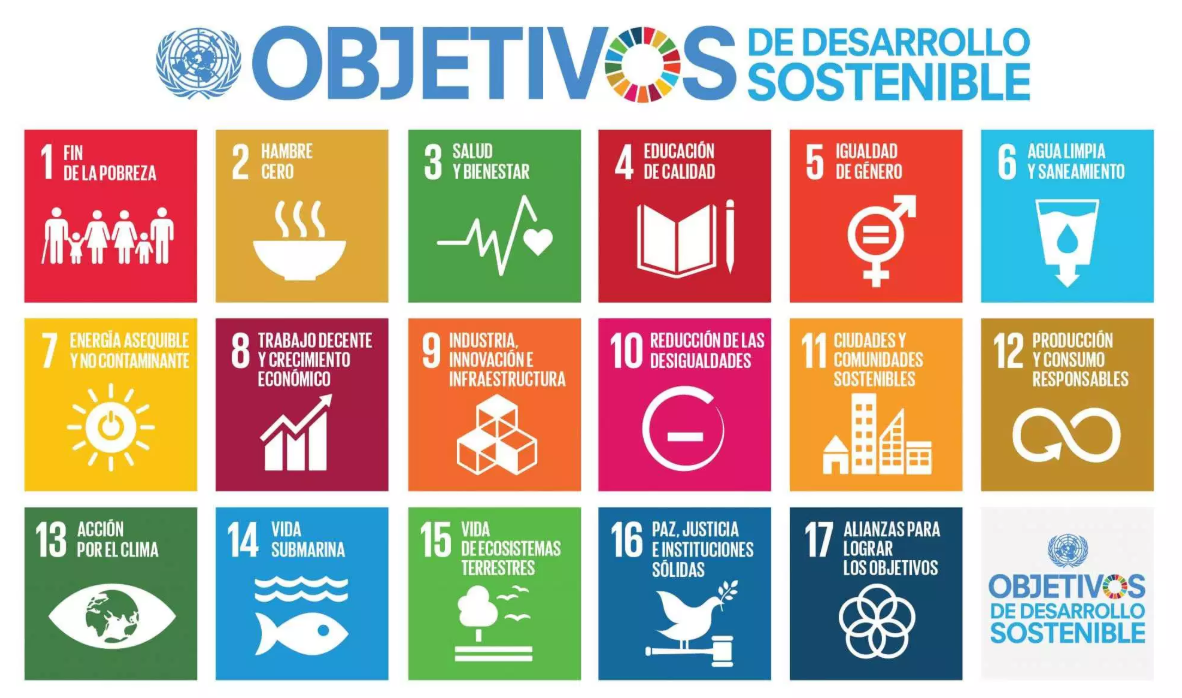 OBJETIVOS
DE DESARROLLO
SOSTENIBLE
1 FIN
DE LA POBREZA
2 HAMBRE
CERO
3 SALUD
Y BIENESTAR
4 EDUCACIÓN
DE CALIDAD
5 IGUALDAD
DE GÉNERO
6 AGUA LIMPIA
Y SANEAMIENTO
7 ENERGÍA ASEQUIBLE
Y NO CONTAMINANTE
8 TRABAJO DECENTE
Y CRECIMIENTO
ECONÓMICO
9 INDUSTRIA,
INNOVACIÓN E
INFRAESTRUCTURA
10 REDUCCIÓN DE LAS
DESIGUALDADES
11 CIUDADES Y
COMUNIDADES
SOSTENIBLES
12 PRODUCCIÓN
Y CONSUMO
RESPONSABLES
13 ACCIÓN
POR EL CLIMA
14 VIDA
SUBMARINA
15 VIDA
DE ECOSISTEMAS
TERRESTRES
16 PAZ, JUSTICIA
E INSTITUCIONES
SÓLIDAS
17 ALIANZAS PARA
LOGRAR
LOS OBJETIVOS
OBJETIVOS
DE DESARROLLO
SOSTENIBLE